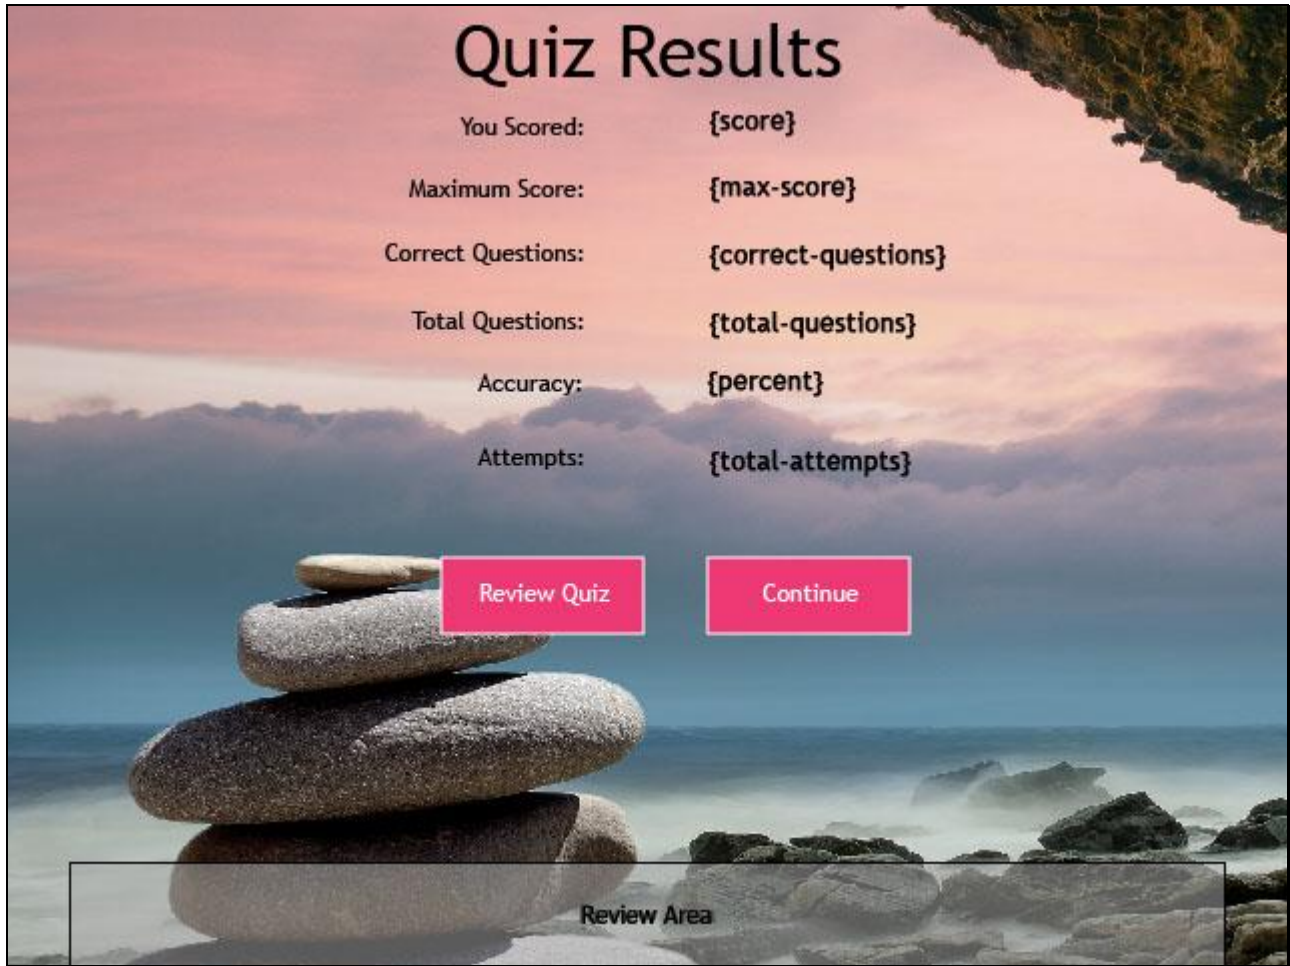 Quiz Results
You Scored: {score}
Maximum Score: {max-score}
Correct Questions: {correct-questions}
Total Questions: {total-questions}
Accuracy: {percent}
Attempts: {total-attempts}
Review Quiz Continue
Review Area